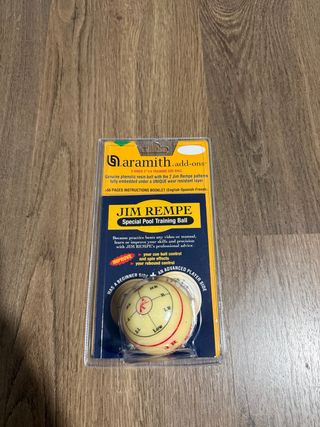 aramith add-ons
Genuine phenolic resin ball with the 2 Jim Rempe patterns
fully embedded under a UNIQUE wear resistant layer
JIM REMPE
Special Pool Training Ball
Because practice beats any video or manual,
learn or improve your skills and precision
with JIM REMPE's professional advice.
your cue ball control
and spin effects
your rebound control
HAS A BEGINNER SIDE + AN ADVANCED PLAYER SIDE